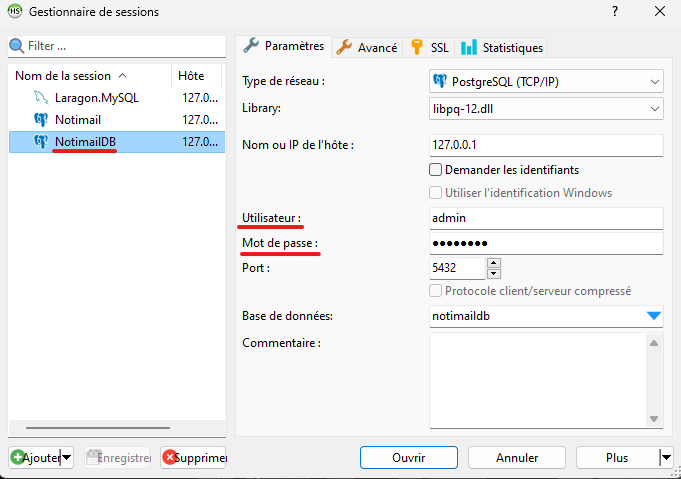 HS Gestionnaire de sessions ?
Filter ...
Nom de la session Hôte
Laragon.MySQL 127.0...
Notimail 127.0...
NotimailDB 127.0...
Paramètres Avancé SSL Statistiques
Type de réseau : PostgreSQL (TCP/IP)
Library: libpq-12.dll
Nom ou IP de l'hôte : 127.0.0.1
Demander les identifiants
Utiliser l'identification Windows
Utilisateur : admin
Mot de passe : ●●●●●●●●
Port : 5432
Protocole client/serveur compressé
Base de données: notimaildb
Commentaire :
Ajouter Enregistrer Supprimer Ouvrir Annuler Plus